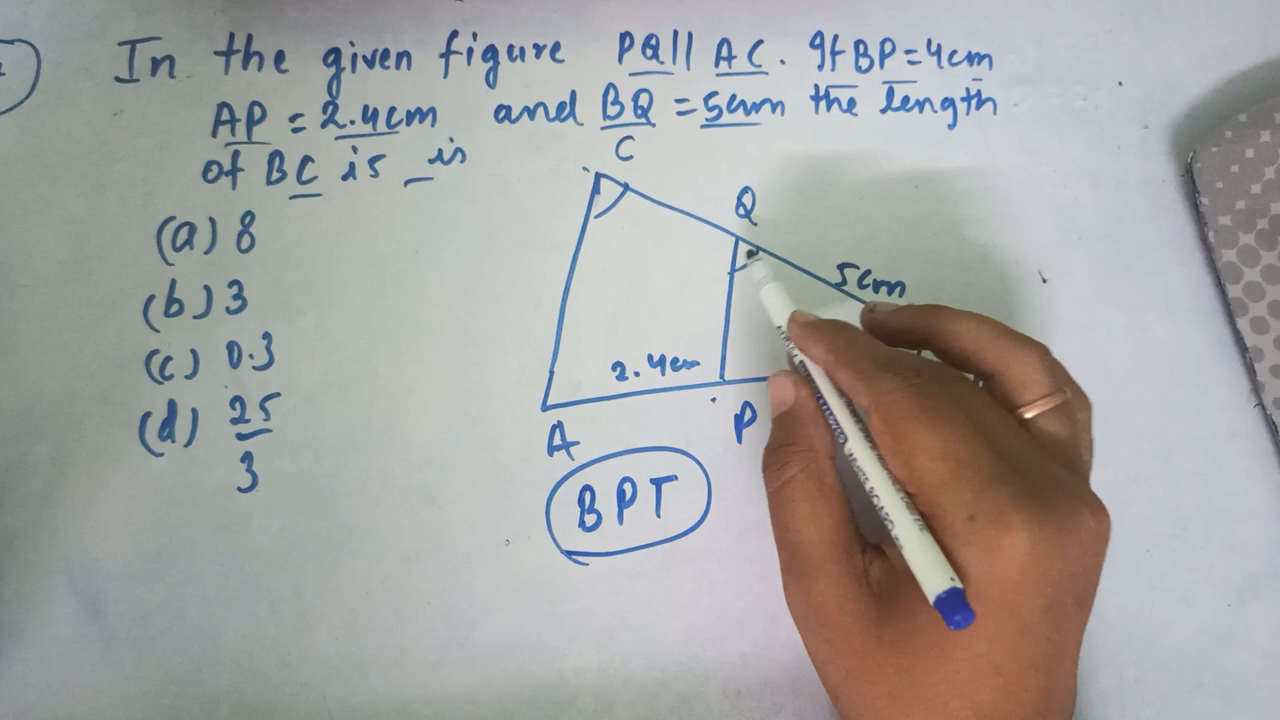 In the given figure PQ || AC. If BP = 4cm
AP = 2.4cm and BQ = 5cm the length
of BC is _ is
(a) 8
(b) 3
(c) 0.3
(d) 25
3
C
Q
5cm
2.4cm
A
P
BPT